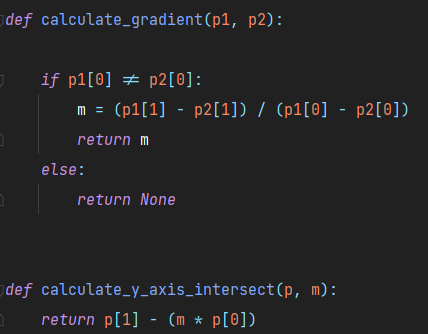 def calculate_gradient(p1, p2):
if p1[0] != p2[0]:
m = (p1[1] - p2[1]) / (p1[0] - p2[0])
return m
else:
return None
def calculate_y_axis_intersect(p, m):
return p[1] - (m * p[0])